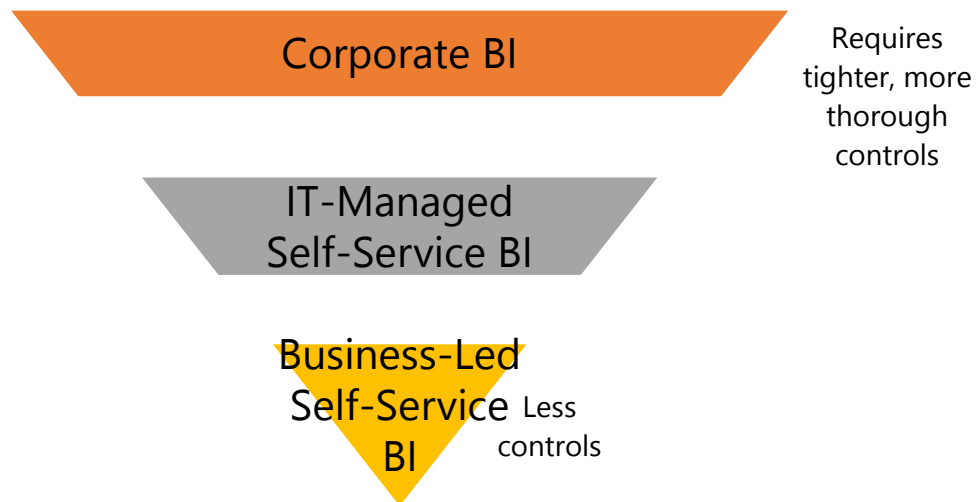 Corporate BI
Requires
tighter, more
thorough
controls
IT-Managed
Self-Service BI
Business-Led
Self-Service
BI
Less
controls